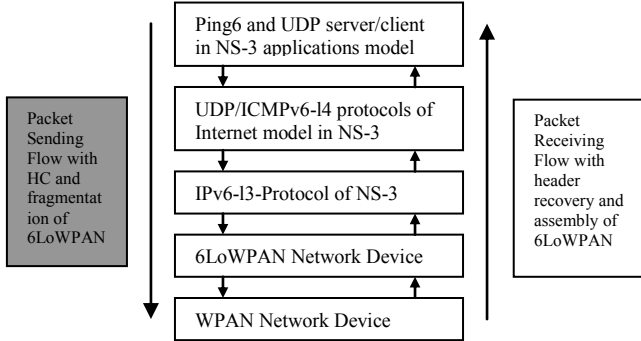 Ping6 and UDP server/client
in NS-3 applications model
UDP/ICMPv6-l4 protocols of
Internet model in NS-3
IPv6-l3-Protocol of NS-3
6LoWPAN Network Device
WPAN Network Device
Packet
Sending
Flow with
HC and
fragmentat
ion of
6LoWPAN
Packet
Receiving
Flow with
header
recovery and
assembly of
6LoWPAN